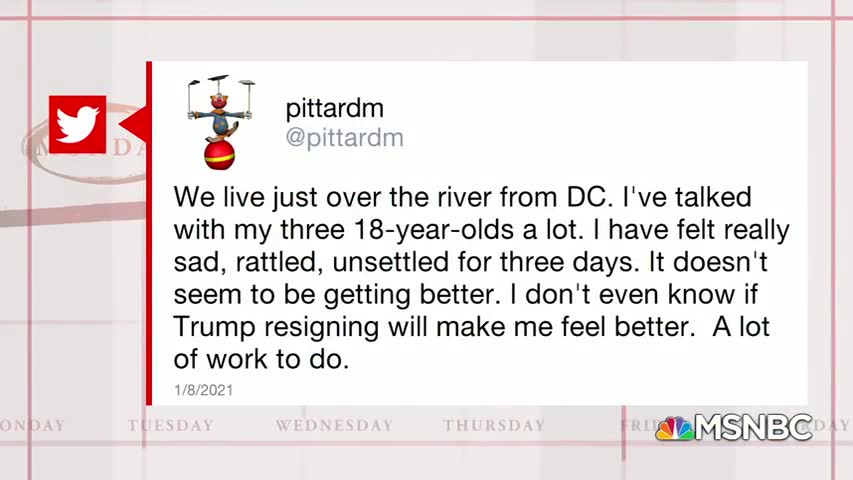 pittardm
@pittardm
We live just over the river from DC. I've talked
with my three 18-year-olds a lot. I have felt really
sad, rattled, unsettled for three days. It doesn't
seem to be getting better. I don't even know if
Trump resigning will make me feel better.  A lot
of work to do.
1/8/2021
ONDAY TUESDAY WEDNESDAY THURSDAY FRI DAY
MSNBC